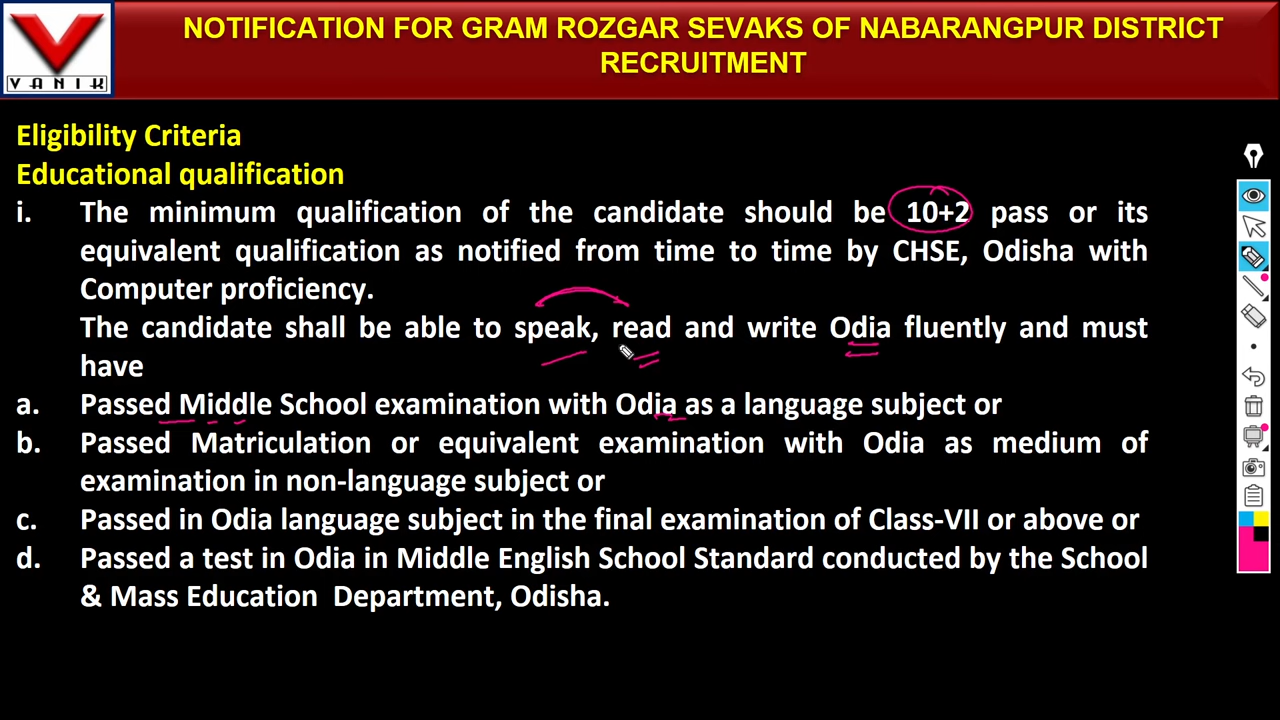 VANIK
NOTIFICATION FOR GRAM ROZGAR SEVAKS OF NABARANGPUR DISTRICT
RECRUITMENT
Eligibility Criteria
Educational qualification
i. The minimum qualification of the candidate should be 10+2 pass or its
equivalent qualification as notified from time to time by CHSE, Odisha with
Computer proficiency.
The candidate shall be able to speak, read and write Odia fluently and must
have
a. Passed Middle School examination with Odia as a language subject or
b. Passed Matriculation or equivalent examination with Odia as medium of
examination in non-language subject or
c. Passed in Odia language subject in the final examination of Class-VII or above or
d. Passed a test in Odia in Middle English School Standard conducted by the School
& Mass Education Department, Odisha.